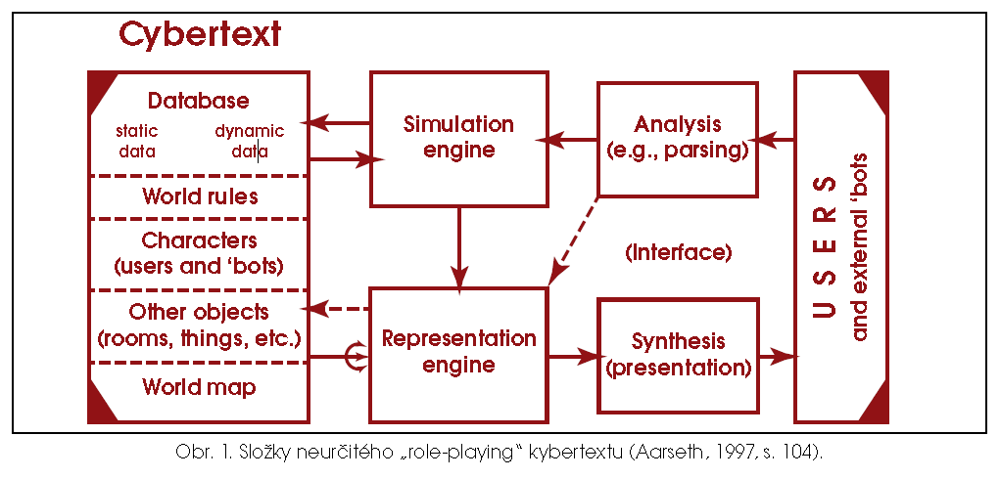 Cybertext
Database
static dynamic
data data
World rules
Characters
(users and ‘bots)
Other objects
(rooms, things, etc.)
World map
Simulation
engine
Representation
engine
Analysis
(e.g., parsing)
(Interface)
Synthesis
(presentation)
USERS
and external ‘bots
Obr. 1. Složky neurčitého „role-playing“ kybertextu (Aarseth, 1997, s. 104).